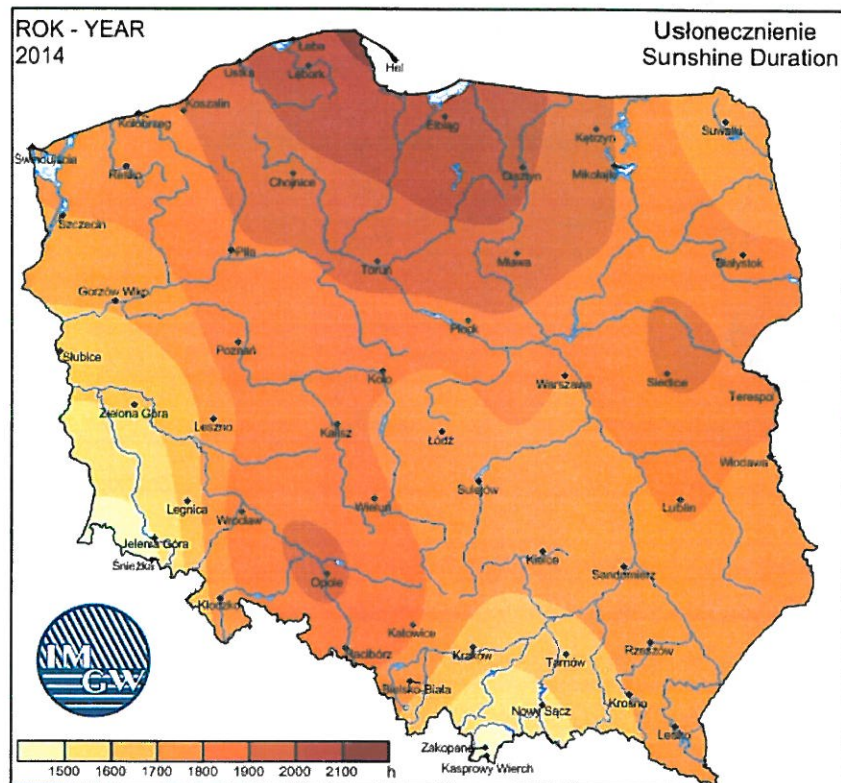 ROK - YEAR
2014
Usłonecznienie
Sunshine Duration
Łeba
Hel
Ustka
Lębork
Koszalin
Kołobrzeg
Elbląg
Kętrzyn
Suwałki
Świnoujście
Resko
Chojnice
Olsztyn
Mikołajki
Szczecin
Piła
Toruń
Mława
Białystok
Gorzów Wlkp
Płock
Słubice
Poznań
Koło
Warszawa
Siedlce
Terespol
Zielona Góra
Leszno
Kalisz
Łódź
Włodawa
Sulejów
Legnica
Wrocław
Wieluń
Lublin
Jelenia Góra
Śnieżka
Opole
Kielce
Sandomierz
Kłodzko
Katowice
Racibórz
Kraków
Tarnów
Rzeszów
Bielsko-Biała
Nowy Sącz
Krosno
Lesko
Zakopane
Kasprowy Wierch
IM
GW
1500 1600 1700 1800 1900 2000 2100 h